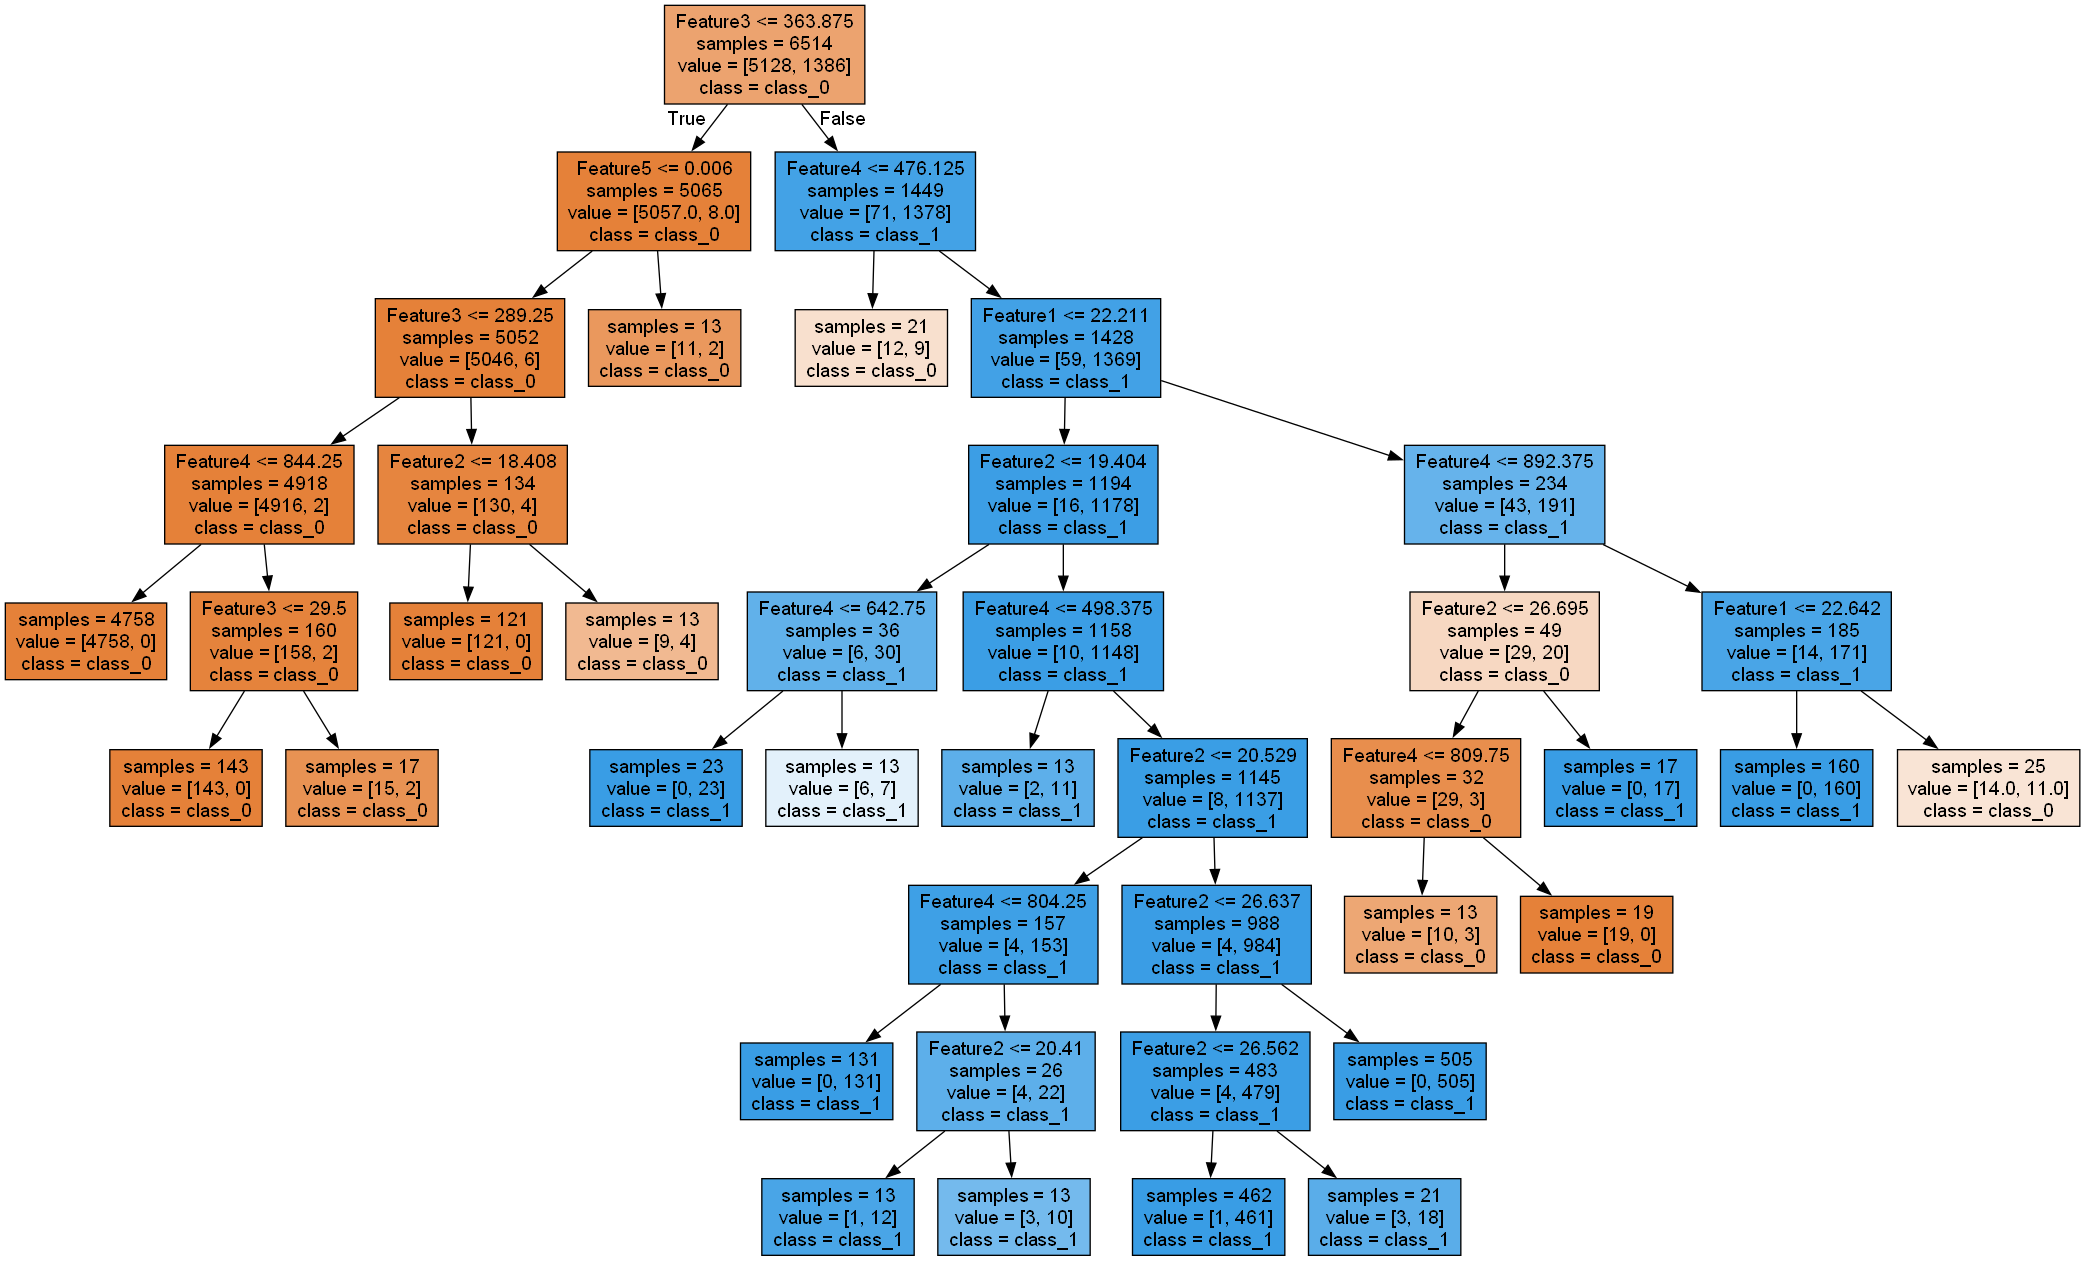 Feature3 <= 363.875
samples = 6514
value = [5128, 1386]
class = class_0
True
False
Feature5 <= 0.006
samples = 5065
value = [5057.0, 8.0]
class = class_0
Feature4 <= 476.125
samples = 1449
value = [71, 1378]
class = class_1
Feature3 <= 289.25
samples = 5052
value = [5046, 6]
class = class_0
samples = 13
value = [11, 2]
class = class_0
samples = 21
value = [12, 9]
class = class_0
Feature1 <= 22.211
samples = 1428
value = [59, 1369]
class = class_1
Feature4 <= 844.25
samples = 4918
value = [4916, 2]
class = class_0
Feature2 <= 18.408
samples = 134
value = [130, 4]
class = class_0
Feature2 <= 19.404
samples = 1194
value = [16, 1178]
class = class_1
Feature4 <= 892.375
samples = 234
value = [43, 191]
class = class_1
samples = 4758
value = [4758, 0]
class = class_0
Feature3 <= 29.5
samples = 160
value = [158, 2]
class = class_0
samples = 121
value = [121, 0]
class = class_0
samples = 13
value = [9, 4]
class = class_0
Feature4 <= 642.75
samples = 36
value = [6, 30]
class = class_1
Feature4 <= 498.375
samples = 1158
value = [10, 1148]
class = class_1
Feature2 <= 26.695
samples = 49
value = [29, 20]
class = class_0
Feature1 <= 22.642
samples = 185
value = [14, 171]
class = class_1
samples = 143
value = [143, 0]
class = class_0
samples = 17
value = [15, 2]
class = class_0
samples = 23
value = [0, 23]
class = class_1
samples = 13
value = [6, 7]
class = class_1
samples = 13
value = [2, 11]
class = class_1
Feature2 <= 20.529
samples = 1145
value = [8, 1137]
class = class_1
Feature4 <= 809.75
samples = 32
value = [29, 3]
class = class_0
samples = 17
value = [0, 17]
class = class_1
samples = 160
value = [0, 160]
class = class_1
samples = 25
value = [14.0, 11.0]
class = class_0
Feature4 <= 804.25
samples = 157
value = [4, 153]
class = class_1
Feature2 <= 26.637
samples = 988
value = [4, 984]
class = class_1
samples = 13
value = [10, 3]
class = class_0
samples = 19
value = [19, 0]
class = class_0
samples = 131
value = [0, 131]
class = class_1
Feature2 <= 20.41
samples = 26
value = [4, 22]
class = class_1
Feature2 <= 26.562
samples = 483
value = [4, 479]
class = class_1
samples = 505
value = [0, 505]
class = class_1
samples = 13
value = [1, 12]
class = class_1
samples = 13
value = [3, 10]
class = class_1
samples = 462
value = [1, 461]
class = class_1
samples = 21
value = [3, 18]
class = class_1